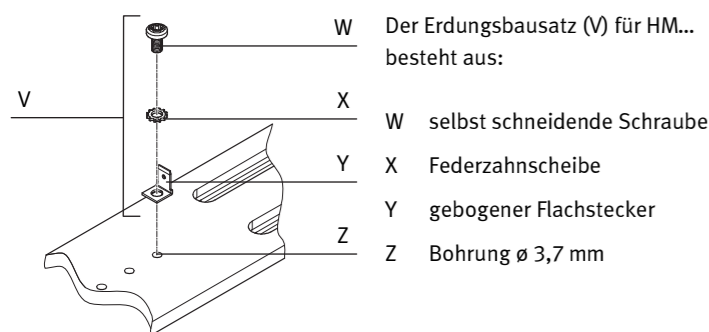 V
W
X
Y
Z
Der Erdungsbausatz (V) für HM...
besteht aus:
W selbst schneidende Schraube
X Federzahnscheibe
Y gebogener Flachstecker
Z Bohrung ø 3,7 mm